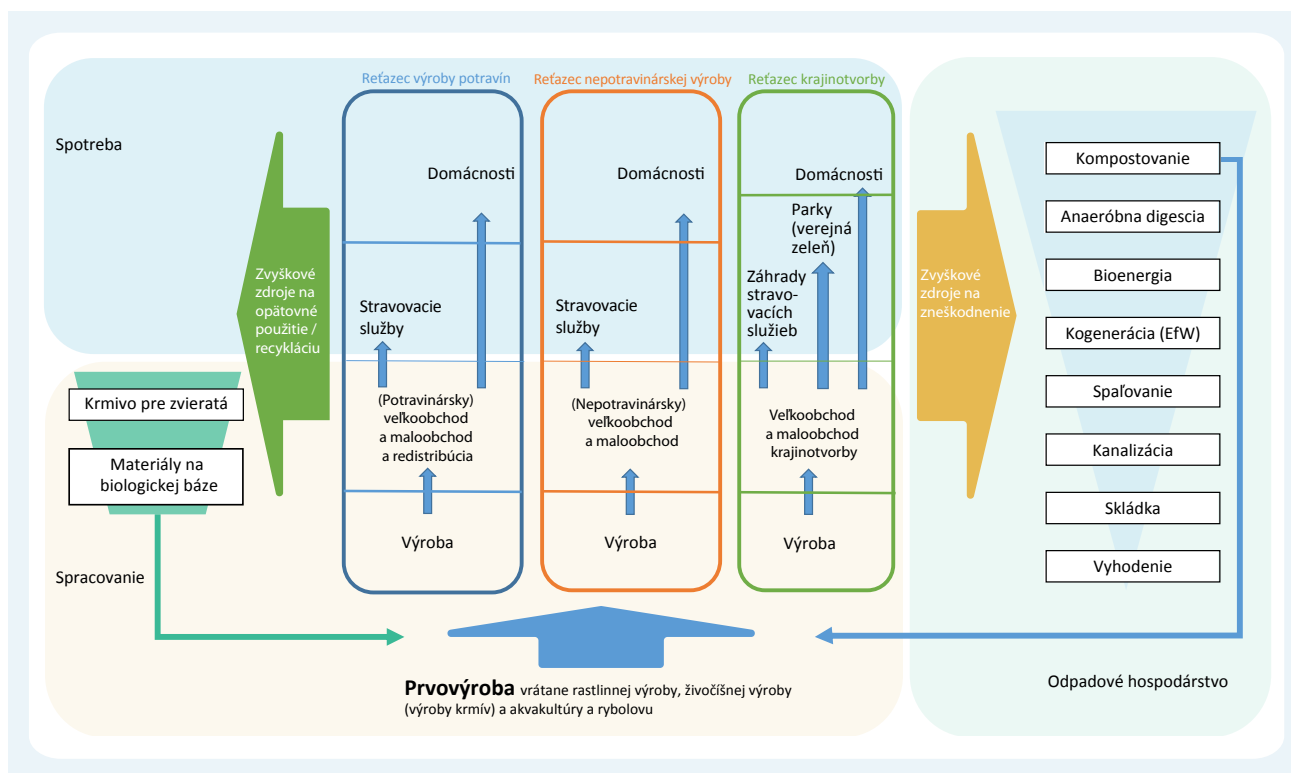 Reťazec výroby potravín
Reťazec nepotravinárskej výroby
Reťazec krajinotvorby
Spotreba
Domácnosti
Domácnosti
Domácnosti
Parky
(verejná
zeleň)
Stravovacie
služby
Stravovacie
služby
Záhrady
stravo-
vacích
služieb
Zvyškové
zdroje na
opätovné
použitie /
recykláciu
Zvyškové
zdroje na
zneškodnenie
Krmivo pre zvieratá
Materiály na
biologickej báze
(Potravinársky)
veľkoobchod
a maloobchod
a redistribúcia
(Nepotravinársky)
veľkoobchod
a maloobchod
Veľkoobchod
a maloobchod
krajinotvorby
Výroba
Výroba
Výroba
Spracovanie
Prvovýroba vrátane rastlinnej výroby, živočíšnej výroby
(výroby krmív) a akvakultúry a rybolovu
Kompostovanie
Anaeróbna digescia
Bioenergia
Kogenerácia (EfW)
Spaľovanie
Kanalizácia
Skládka
Vyhodenie
Odpadové hospodárstvo